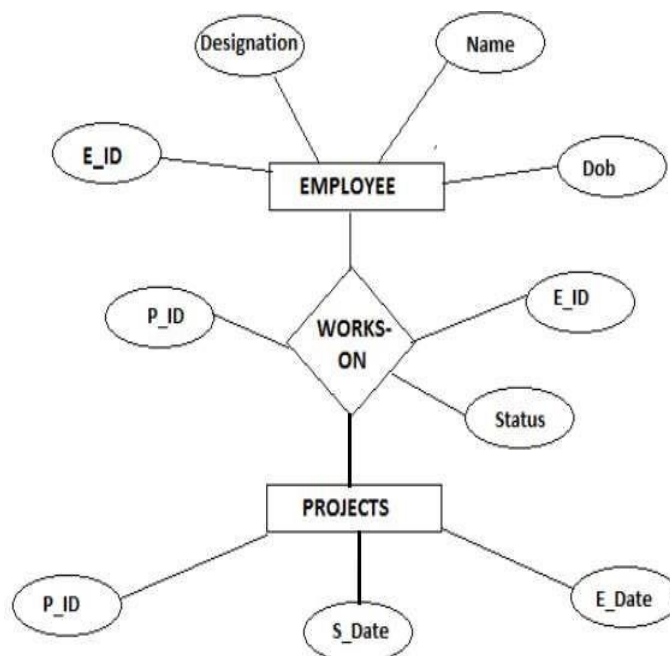 Designation
Name
E_ID
EMPLOYEE
Dob
P_ID
E_ID
WORKS-
ON
Status
PROJECTS
P_ID
S_Date
E_Date